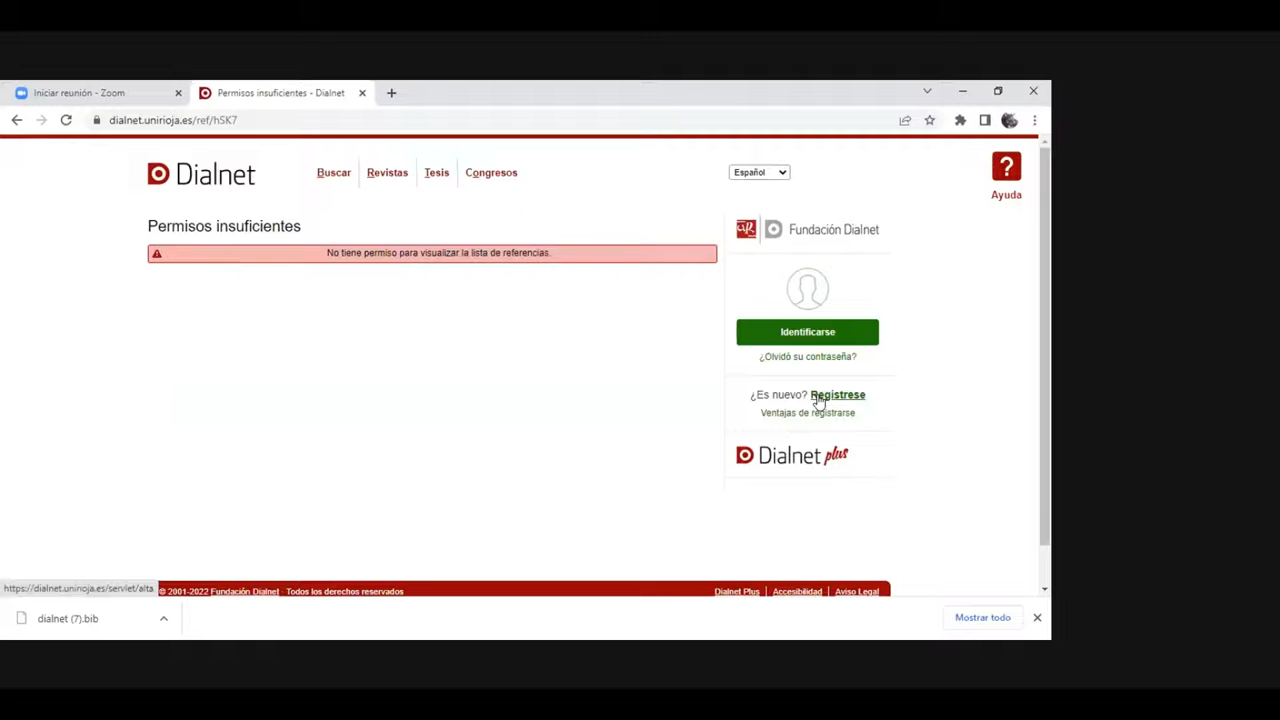 Iniciar reunión - Zoom
Permisos insuficientes - Dialnet
dialnet.unirioja.es/ref/hSK7
Dialnet
Buscar
Revistas
Tesis
Congresos
Español
?
Ayuda
Permisos insuficientes
No tiene permiso para visualizar la lista de referencias.
Fundación Dialnet
Identificarse
¿Olvidó su contraseña?
¿Es nuevo? Regístrese
Ventajas de registrarse
Dialnet plus
https://dialnet.unirioja.es/servlet/alta
© 2001-2022 Fundación Dialnet · Todos los derechos reservados
Dialnet Plus
Accesibilidad
Aviso Legal
dialnet (7).bib
Mostrar todo